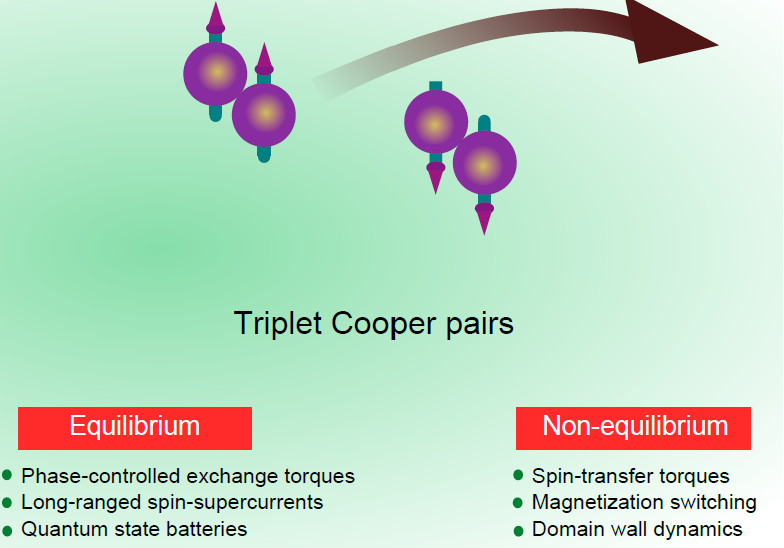 Triplet Cooper pairs
Equilibrium
Phase-controlled exchange torques
Long-ranged spin-supercurrents
Quantum state batteries
Non-equilibrium
Spin-transfer torques
Magnetization switching
Domain wall dynamics